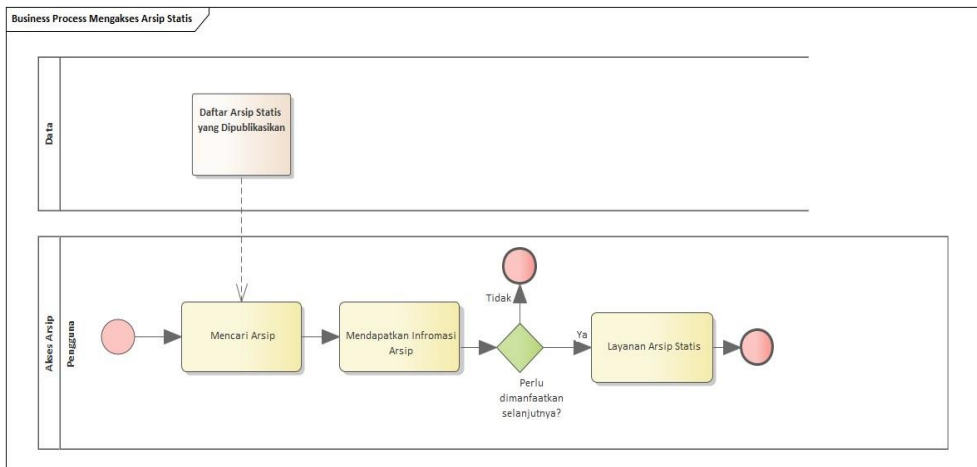 Business Process Mengakses Arsip Statis
Data
Daftar Arsip Statis
yang Dipublikasikan
Akses Arsip
Pengguna
Mencari Arsip
Mendapatkan Infromasi
Arsip
Tidak
Perlu
dimanfaatkan
selanjutnya?
Ya
Layanan Arsip Statis